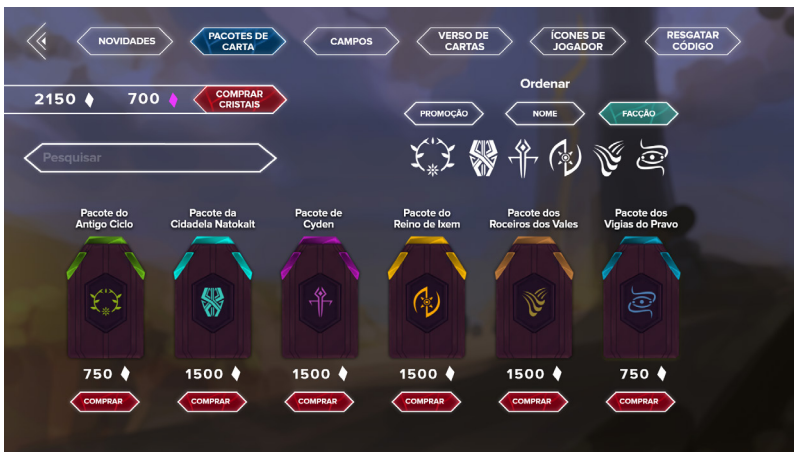 NOVIDADES
PACOTES DE
CARTA
CAMPOS
VERSO DE
CARTAS
ÍCONES DE
JOGADOR
RESGATAR
CÓDIGO
2150
700
COMPRAR
CRISTAIS
Ordenar
PROMOÇÃO
NOME
FACÇÃO
Pesquisar
Pacote do
Antigo Ciclo
Pacote da
Cidadela Natokalt
Pacote de
Cyden
Pacote do
Reino de Ixem
Pacote dos
Roceiros dos Vales
Pacote dos
Vigias do Pravo
750
1500
1500
1500
1500
750
COMPRAR
COMPRAR
COMPRAR
COMPRAR
COMPRAR
COMPRAR